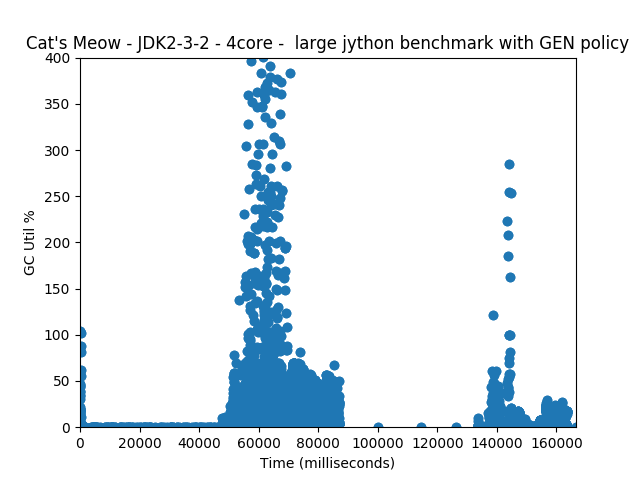 Cat's Meow - JDK2-3-2 - 4core -  large jython benchmark with GEN policy
400
350
300
250
200
150
100
50
0
GC Util %
0 20000 40000 60000 80000 100000 120000 140000 160000
Time (milliseconds)